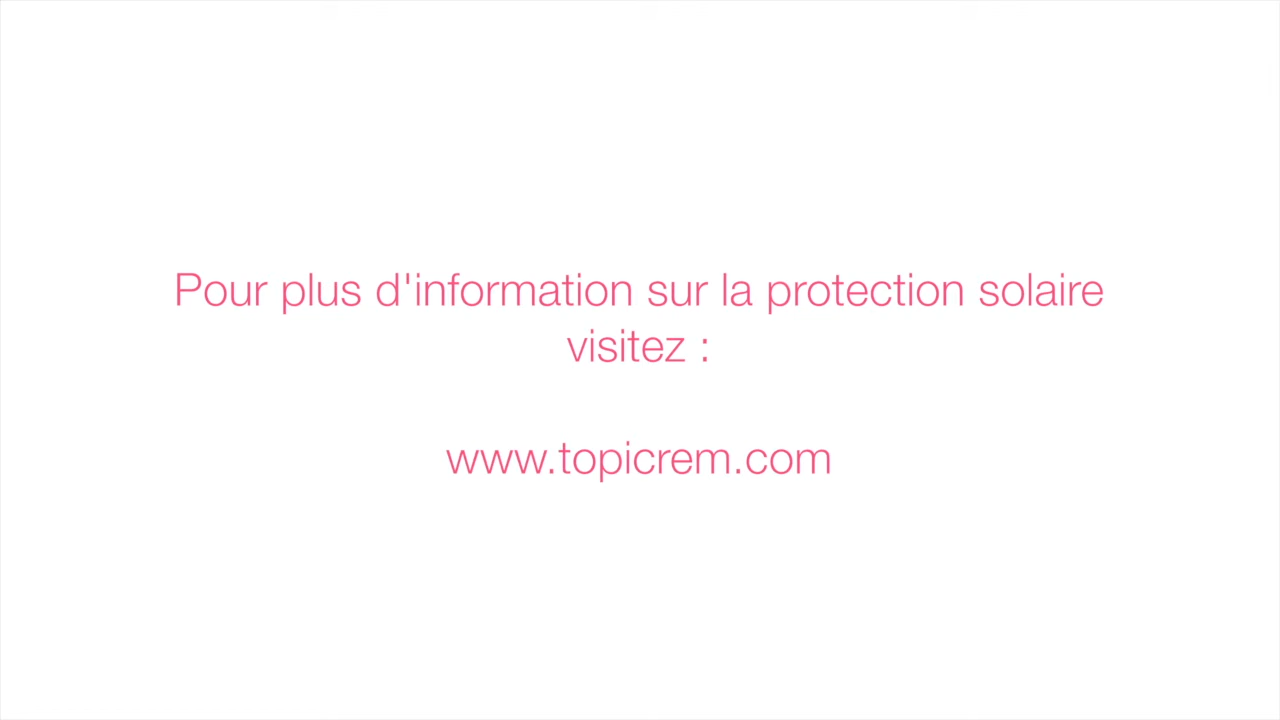 Pour plus d'information sur la protection solaire
visitez :
www.topicrem.com